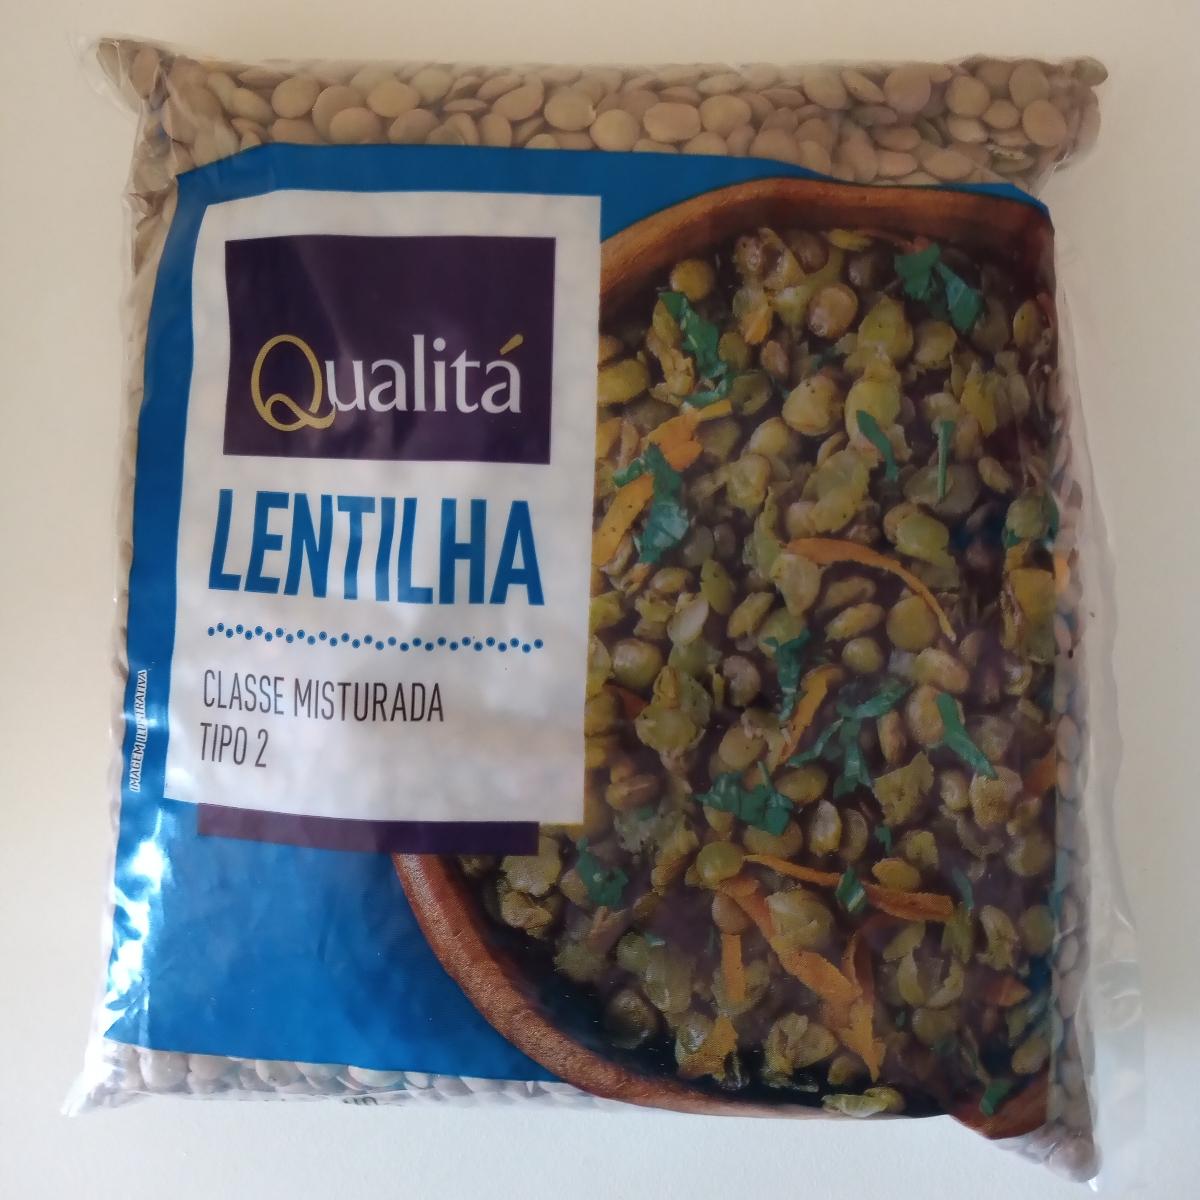 Qualitá
LENTILHA
CLASSE MISTURADA
TIPO 2
IMAGEM ILUSTRATIVA